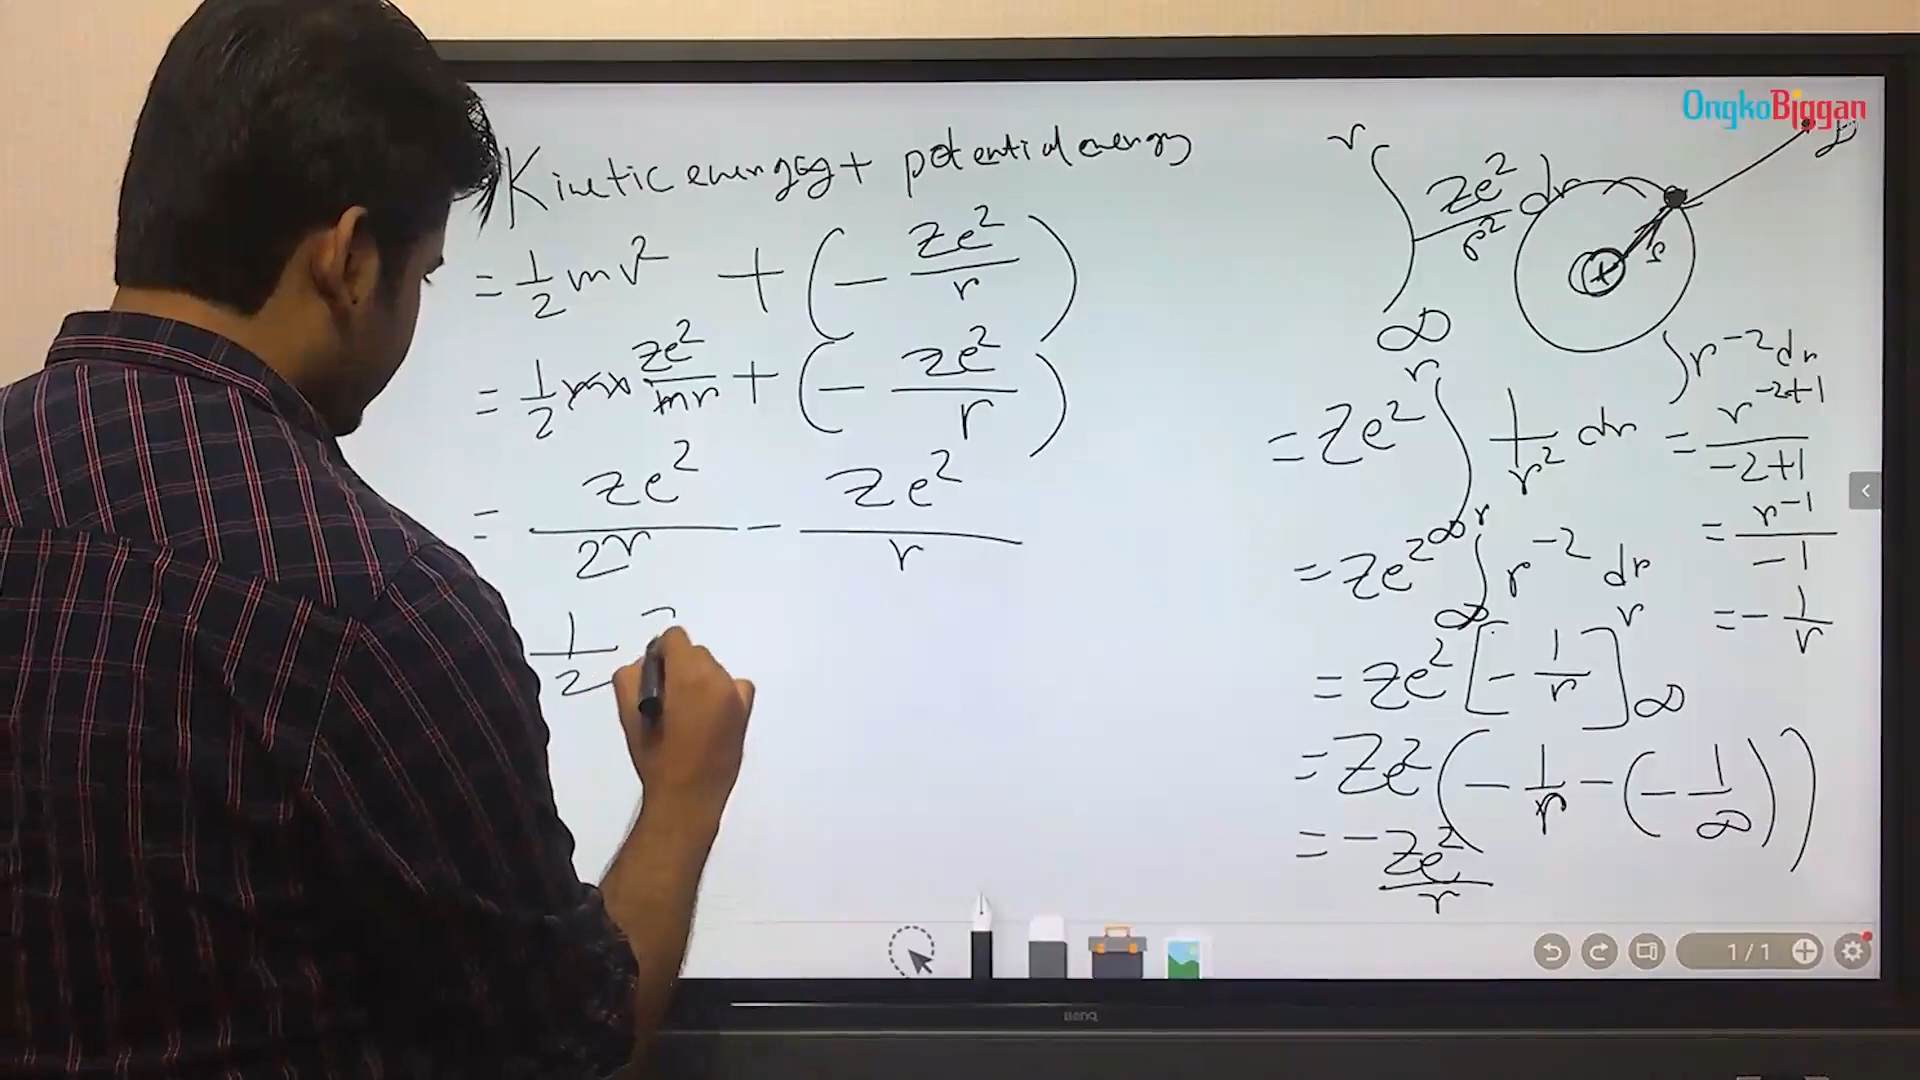 OngkoBiggan
Kinetic energy + potential energy
= 1/2 mv² + (- Ze²/r)
= 1/2 m × Ze²/mr + (- Ze²/r)
= Ze²/2r - Ze²/r
1/2
∫ r ∞ Ze²/r² dr
+ r
= Ze² ∫ r ∞ 1/r² dr
= Ze² ∫ r ∞ r⁻² dr
= Ze² [- 1/r] r ∞
= Ze² (- 1/r - (- 1/∞))
= - Ze²/r
∫ r⁻² dr
= r⁻²⁺¹/-2+1
= r⁻¹/-1
= - 1/r
1/1
BenQ